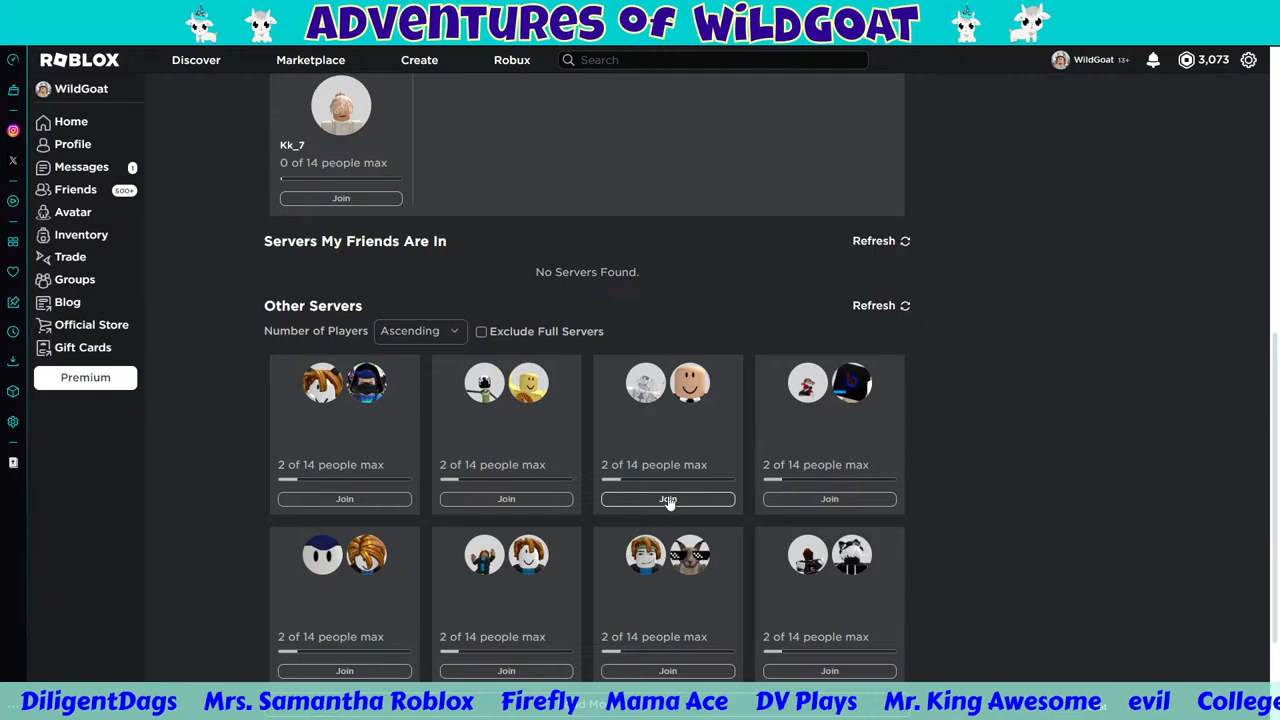 ADVENTURES OF WILDGOAT
ROBLOX Discover Marketplace Create Robux Search WildGoat 13+ 3,073
WildGoat
Home
Profile
Messages 1
Friends 500+
Avatar
Inventory
Trade
Groups
Blog
Official Store
Gift Cards
Premium
Kk_7
0 of 14 people max
Join
Servers My Friends Are In Refresh
No Servers Found.
Other Servers Refresh
Number of Players Ascending Exclude Full Servers
2 of 14 people max 2 of 14 people max 2 of 14 people max 2 of 14 people max
Join Join Join Join
2 of 14 people max 2 of 14 people max 2 of 14 people max 2 of 14 people max
Join Join Join Join
DiligentDags Mrs. Samantha Roblox Firefly Mama Ace DV Plays Mr. King Awesome evil College